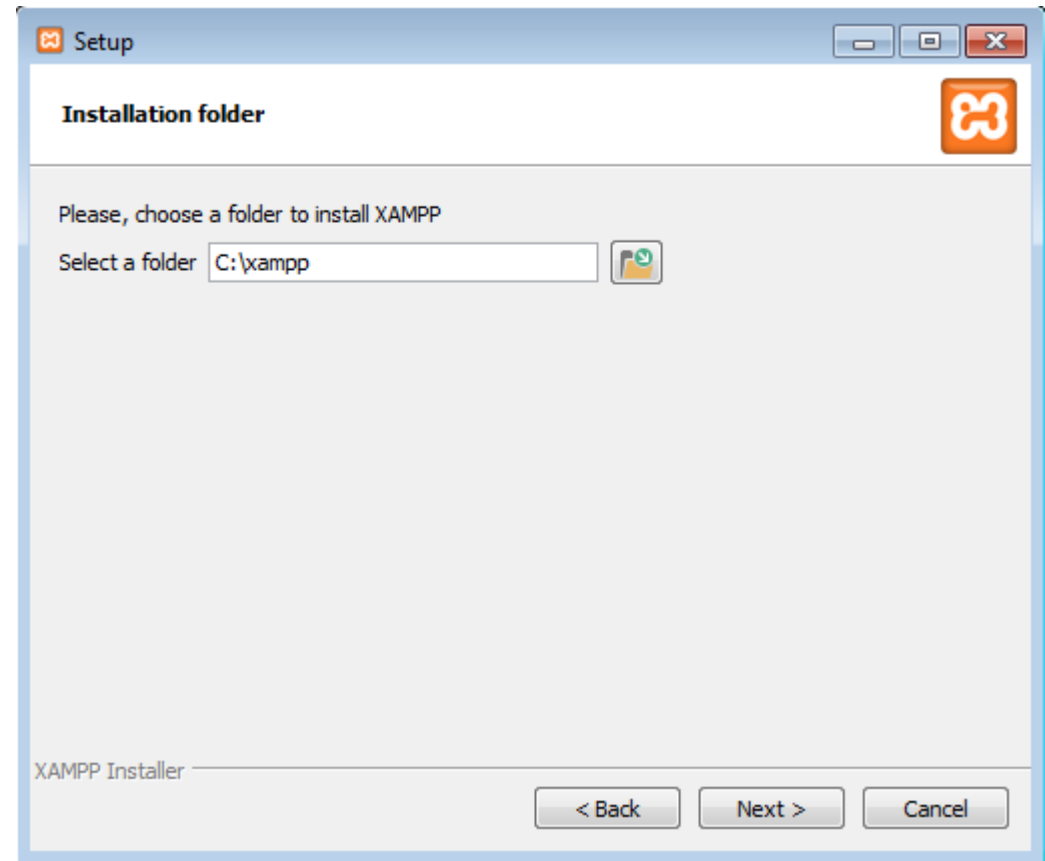 Setup
Installation folder
Please, choose a folder to install XAMPP
Select a folder C:\xampp
XAMPP Installer
< Back Next > Cancel